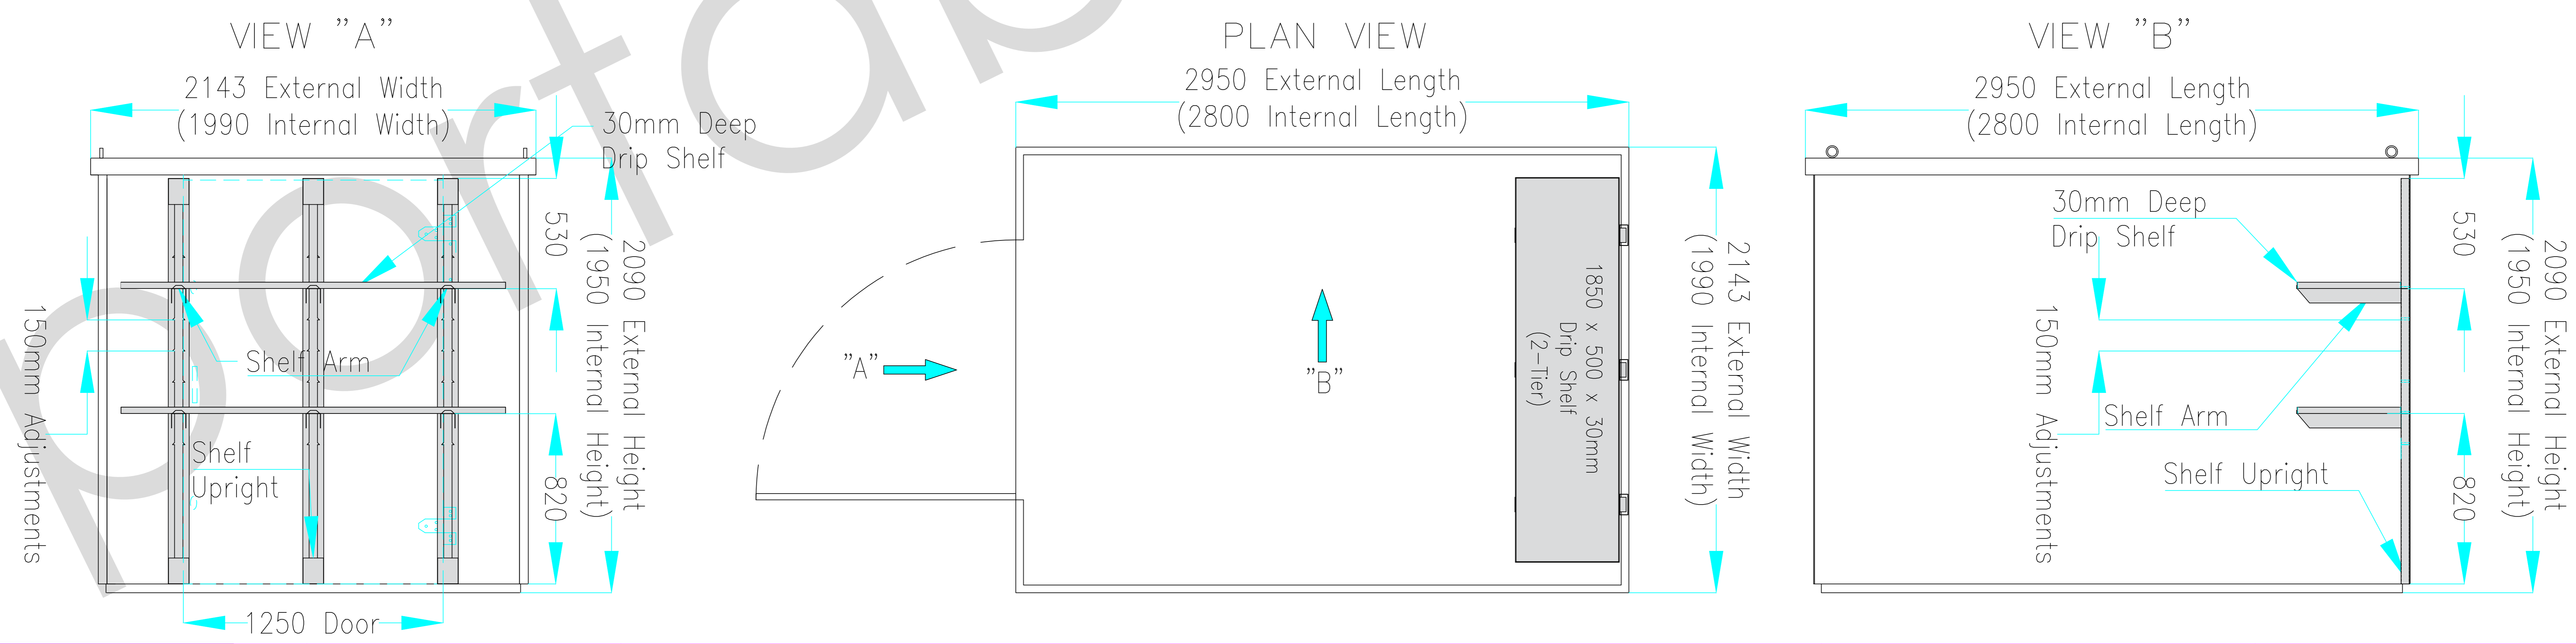 VIEW "A"
2143 External Width
(1990 Internal Width)
30mm Deep
Drip Shelf
530
2090 External Height
(1950 Internal Height)
150mm Adjustments
Shelf Arm
Shelf
Upright
820
1250 Door
PLAN VIEW
2950 External Length
(2800 Internal Length)
"A"
"B"
1850 x 500 x 30mm
Drip Shelf
(2-Tier)
2143 External Width
(1990 Internal Width)
VIEW "B"
2950 External Length
(2800 Internal Length)
30mm Deep
Drip Shelf
530
2090 External Height
(1950 Internal Height)
150mm Adjustments
Shelf Arm
Shelf Upright
820
portab